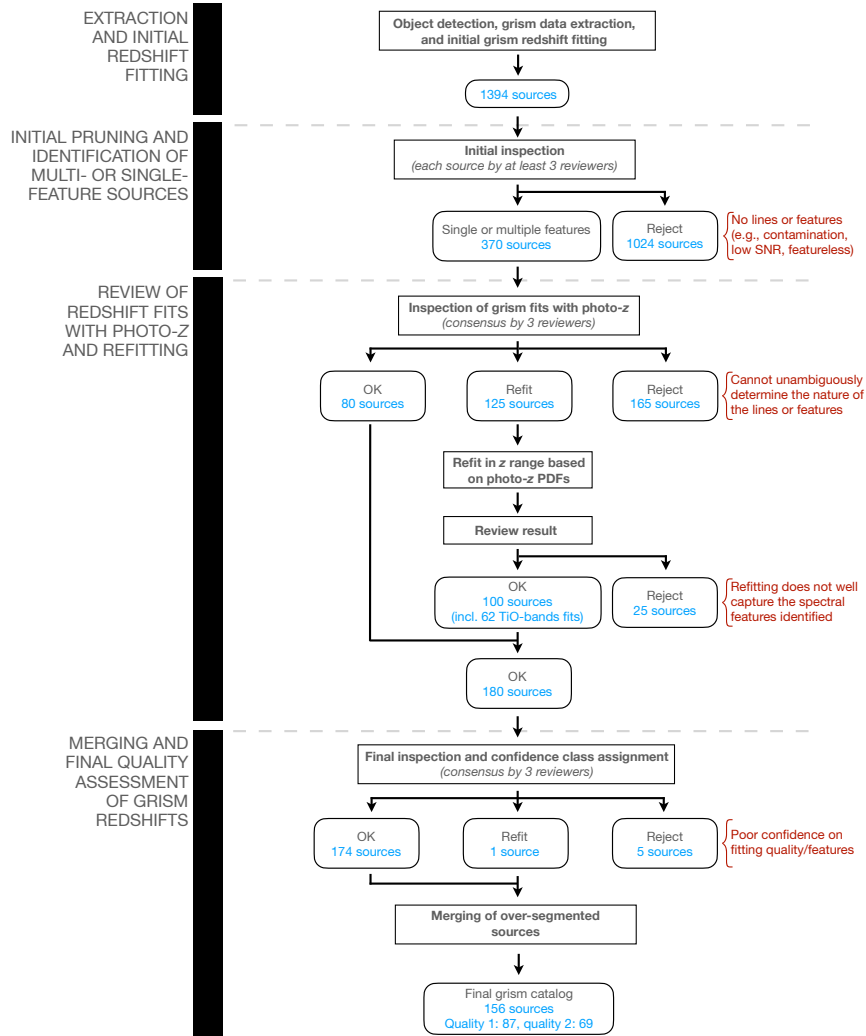 EXTRACTION
AND INITIAL
REDSHIFT
FITTING
Object detection, grism data extraction,
and initial grism redshift fitting
1394 sources
INITIAL PRUNING AND
IDENTIFICATION OF
MULTI- OR SINGLE-
FEATURE SOURCES
Initial inspection
(each source by at least 3 reviewers)
Single or multiple features
370 sources
Reject
1024 sources
No lines or features
(e.g., contamination,
low SNR, featureless)
REVIEW OF
REDSHIFT FITS
WITH PHOTO-Z
AND REFITTING
Inspection of grism fits with photo-z
(consensus by 3 reviewers)
OK
80 sources
Refit
125 sources
Reject
165 sources
Cannot unambiguously
determine the nature of
the lines or features
Refit in z range based
on photo-z PDFs
Review result
OK
100 sources
(incl. 62 TiO-bands fits)
Reject
25 sources
Refitting does not well
capture the spectral
features identified
OK
180 sources
MERGING AND
FINAL QUALITY
ASSESSMENT
OF GRISM
REDSHIFTS
Final inspection and confidence class assignment
(consensus by 3 reviewers)
OK
174 sources
Refit
1 source
Reject
5 sources
Poor confidence on
fitting quality/features
Merging of over-segmented
sources
Final grism catalog
156 sources
Quality 1: 87, quality 2: 69